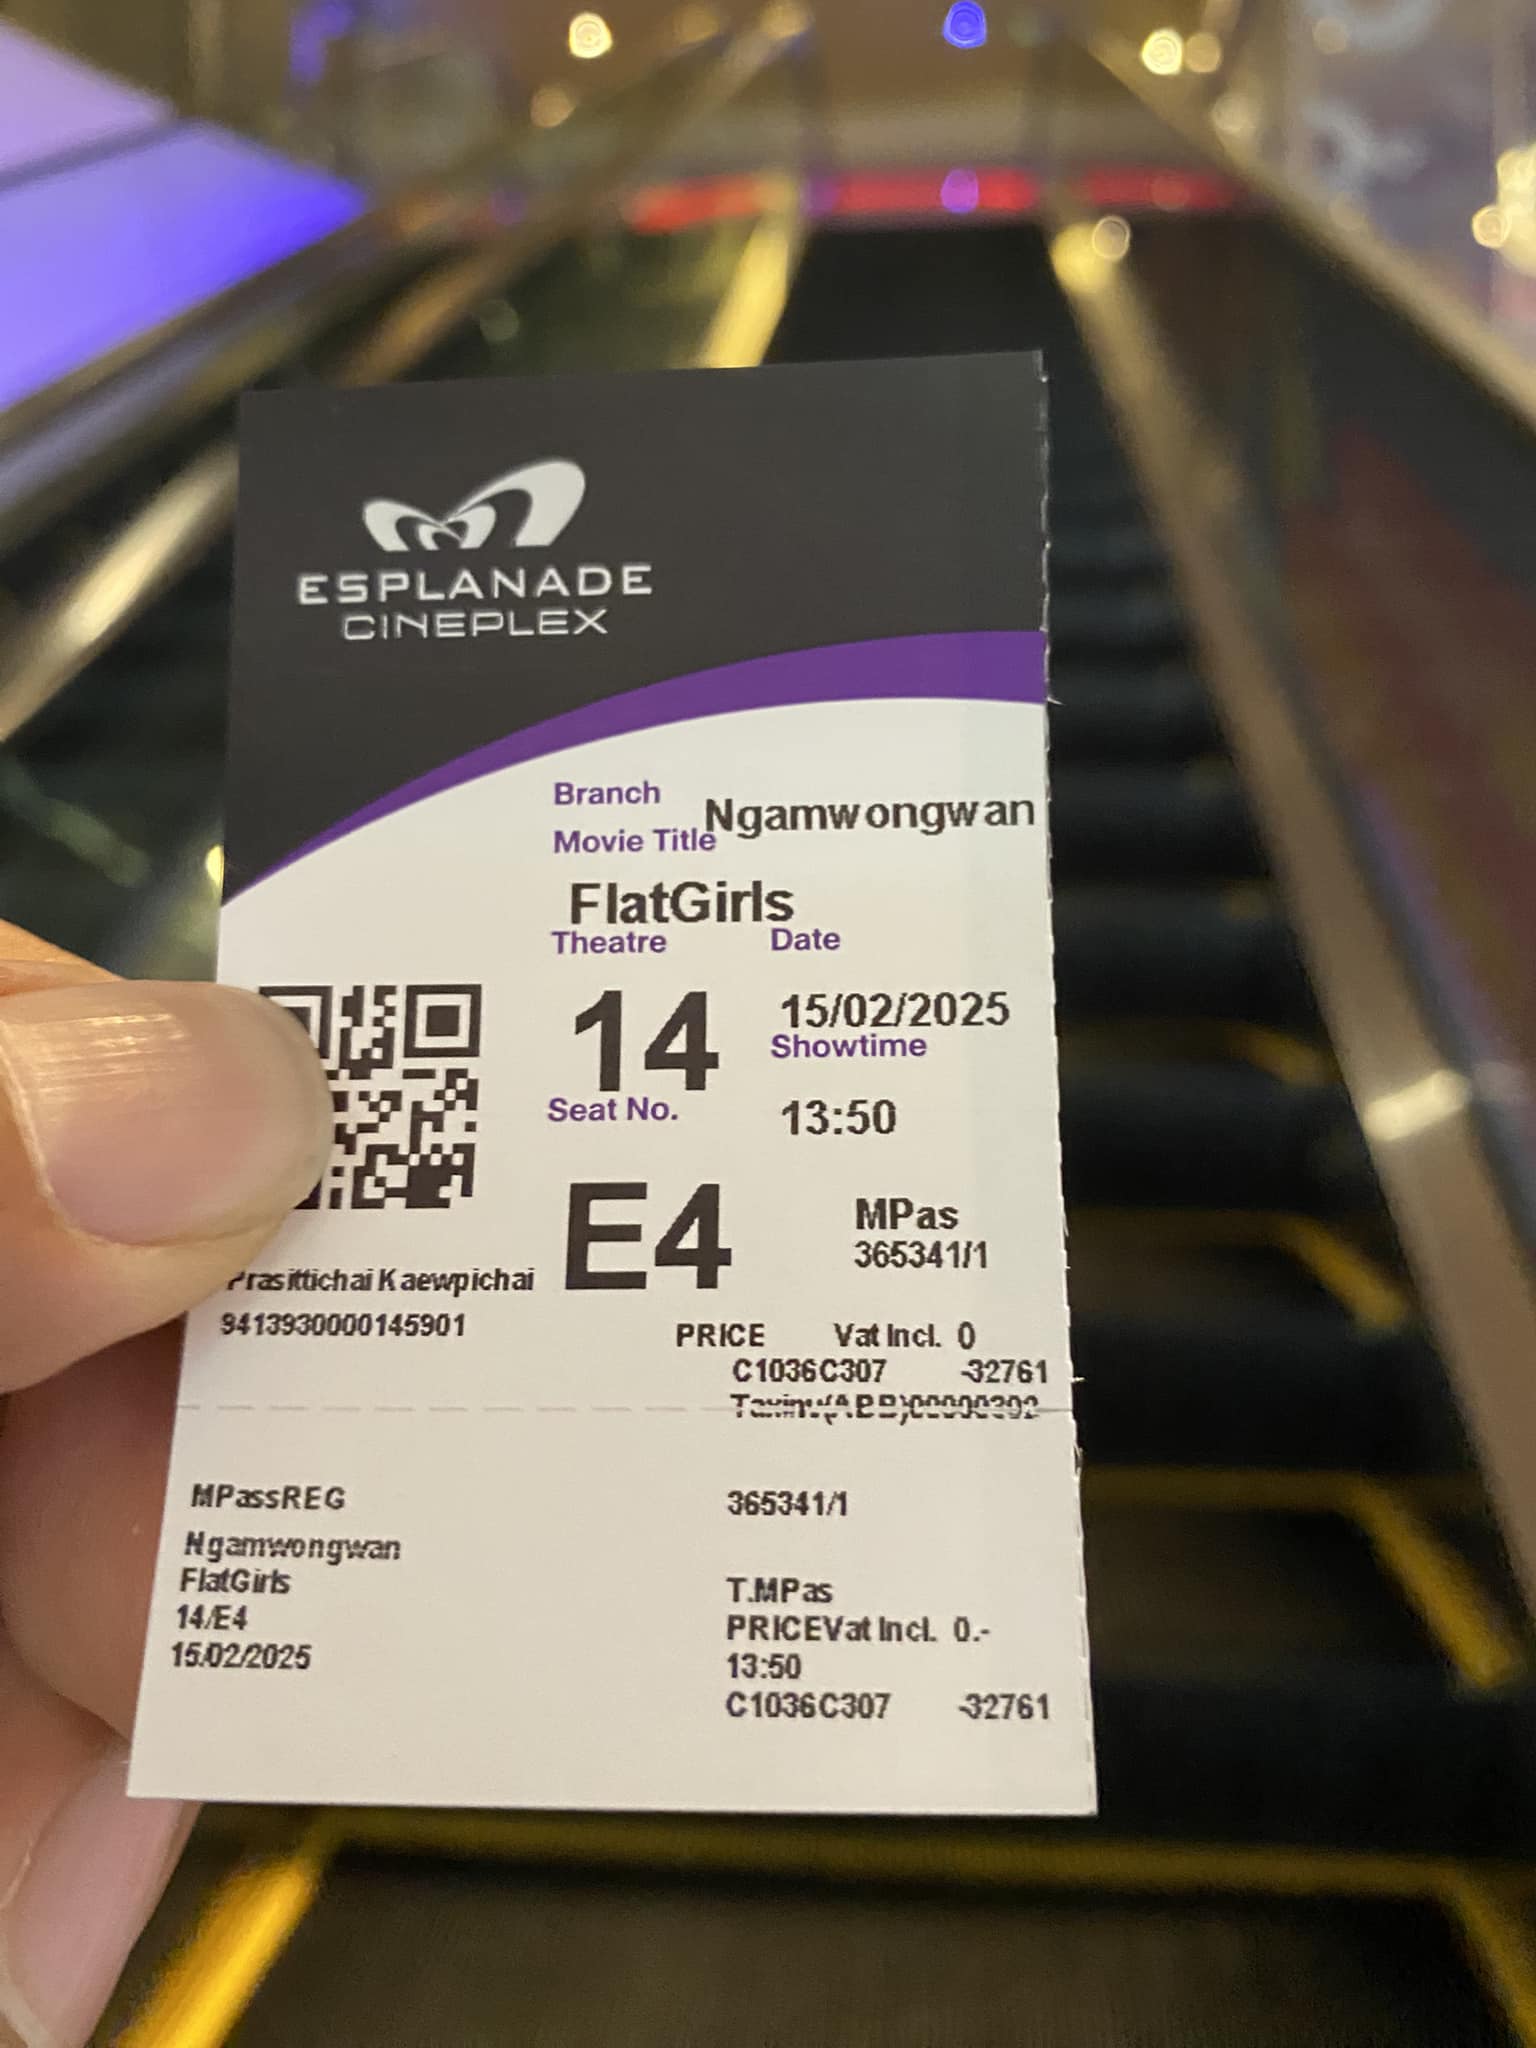 ESPLANADE
CINEPLEX
Branch Ngamwongwan
Movie Title
FlatGirls
Theatre Date
14 15/02/2025
Showtime
Seat No. 13:50
E4 MPas
365341/1
Prasittichai Kaewpichai
9413930000145901
PRICE Vat Incl. 0
C1036C307 -32761
MPassREG 365341/1
Ngamwongwan
FlatGirls T.MPas
14/E4 PRICEVat Incl. 0.-
15/02/2025 13:50
C1036C307 -32761